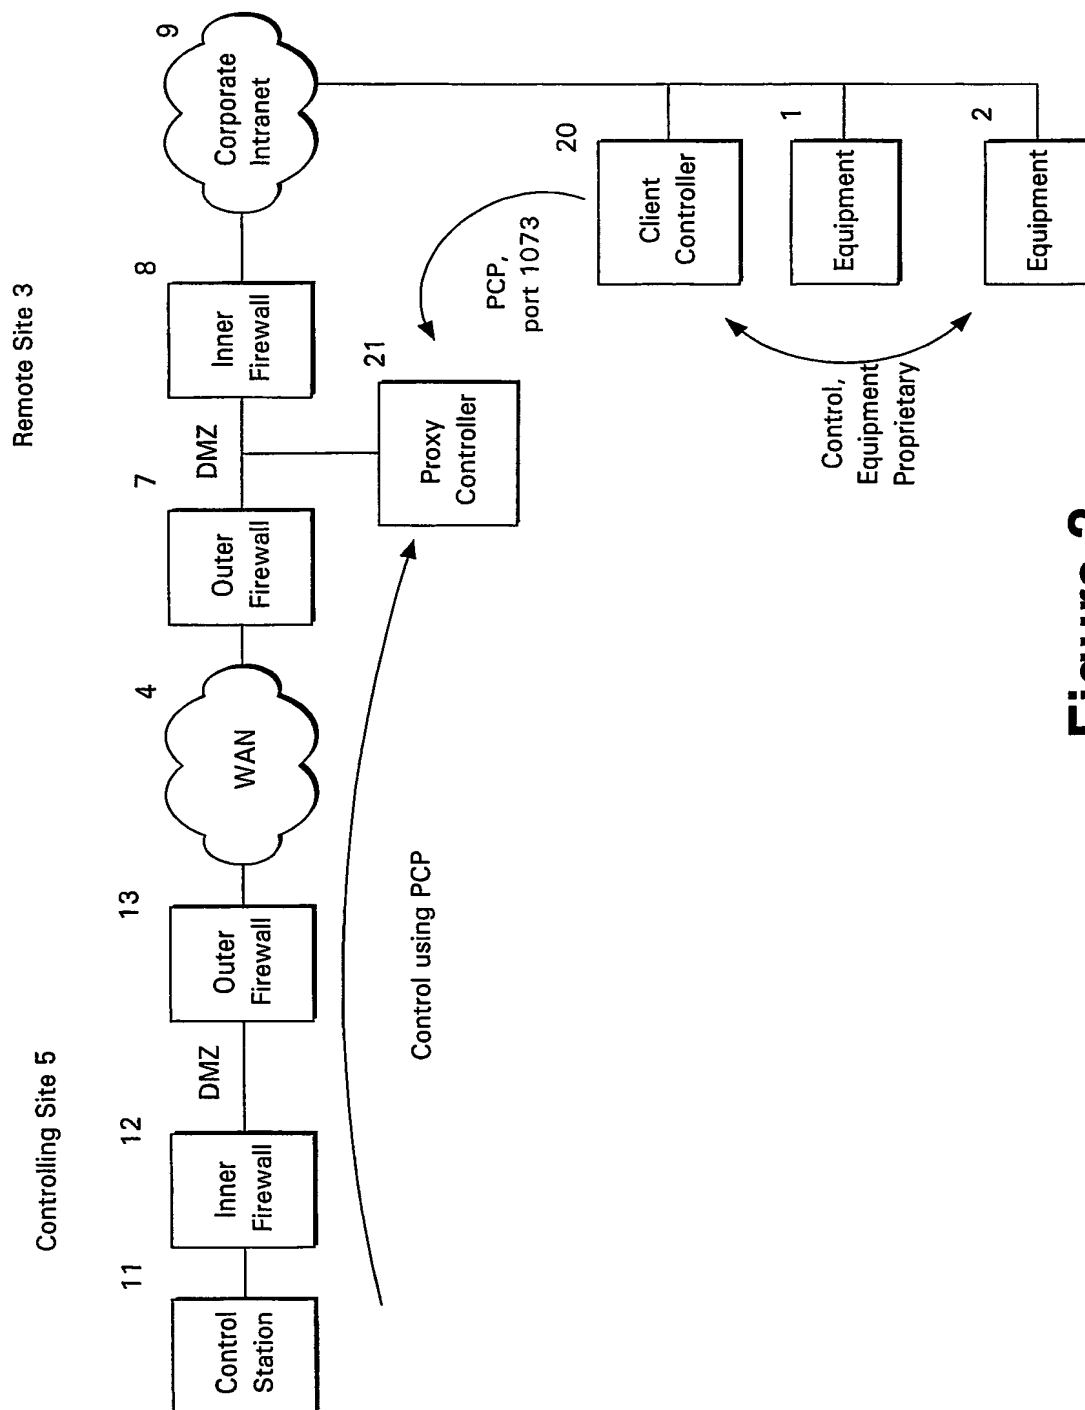 Controlling Site 5
Remote Site 3
11
Control
Station
12
Inner
Firewall
DMZ
13
Outer
Firewall
4
WAN
7
Outer
Firewall
DMZ
8
Inner
Firewall
9
Corporate
Intranet
21
Proxy
Controller
Control using PCP
PCP,
port 1073
20
Client
Controller
1
Equipment
2
Equipment
Control,
Equipment
Proprietary
Figure